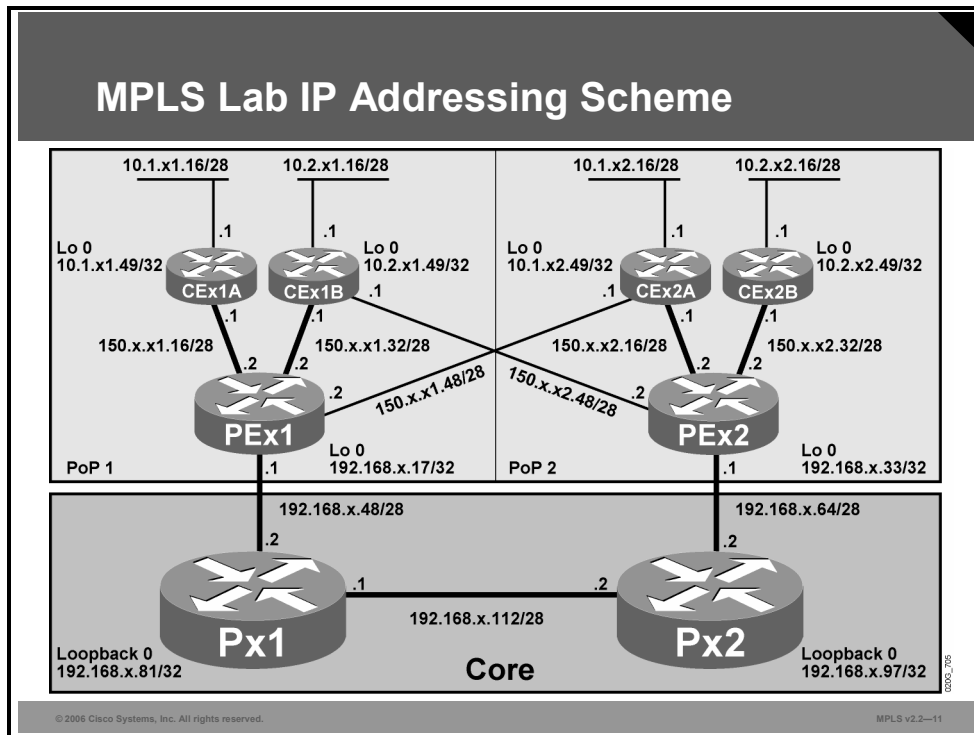 MPLS Lab IP Addressing Scheme
10.1.x1.16/28
10.2.x1.16/28
10.1.x2.16/28
10.2.x2.16/28
.1
.1
.1
.1
Lo 0
10.1.x1.49/32
Lo 0
10.2.x1.49/32
Lo 0
10.1.x2.49/32
Lo 0
10.2.x2.49/32
CEx1A
CEx1B
CEx2A
CEx2B
.1
.1
.1
.1
.1
.1
150.x.x1.16/28
150.x.x1.32/28
150.x.x2.16/28
150.x.x2.32/28
.2
.2
.2
.2
.2
150.x.x1.48/28
150.x.x2.48/28
.2
PEx1
PEx2
PoP 1
.1
Lo 0
192.168.x.17/32
PoP 2
.1
Lo 0
192.168.x.33/32
192.168.x.48/28
192.168.x.64/28
.2
.2
.1
.2
192.168.x.112/28
Px1
Px2
Loopback 0
192.168.x.81/32
Core
Loopback 0
192.168.x.97/32
020G_705
© 2006 Cisco Systems, Inc. All rights reserved.
MPLS v2.2—11